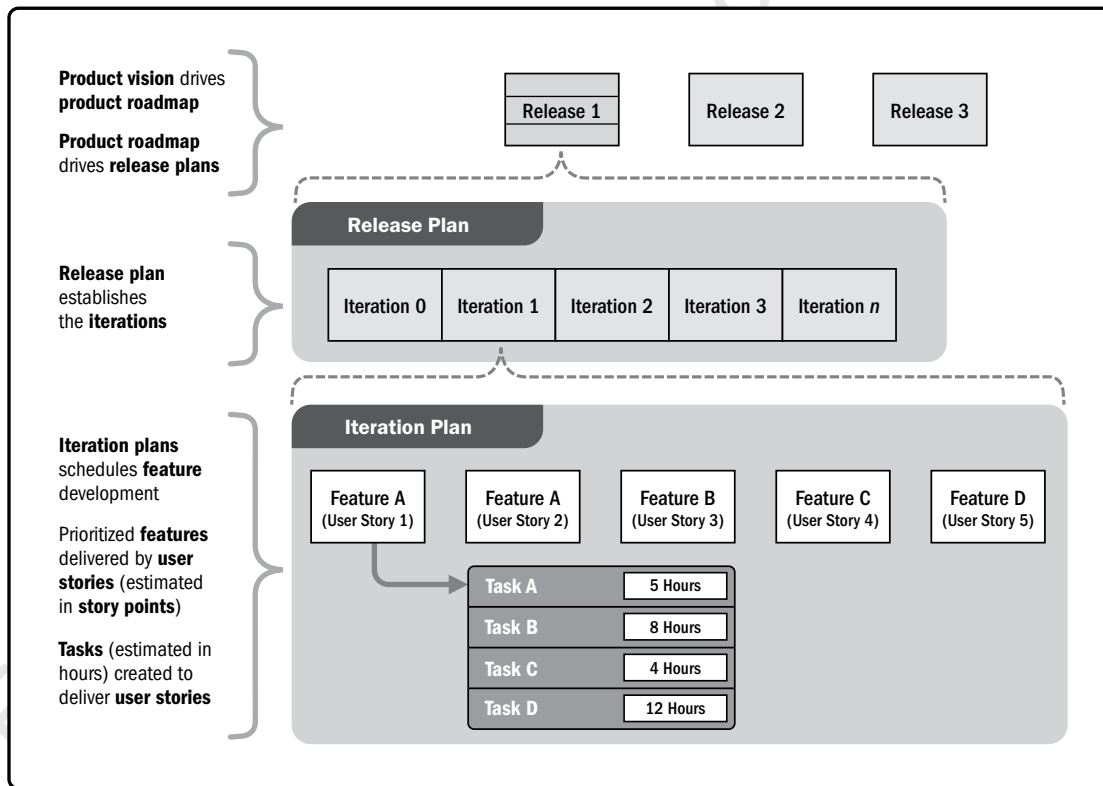 Product vision drives
product roadmap
Product roadmap
drives release plans
Release 1
Release 2
Release 3
Release Plan
Release plan
establishes
the iterations
Iteration 0
Iteration 1
Iteration 2
Iteration 3
Iteration n
Iteration Plan
Iteration plans
schedules feature
development
Prioritized features
delivered by user
stories (estimated
in story points)
Tasks (estimated in
hours) created to
deliver user stories
Feature A
(User Story 1)
Feature A
(User Story 2)
Feature B
(User Story 3)
Feature C
(User Story 4)
Feature D
(User Story 5)
Task A 5 Hours
Task B 8 Hours
Task C 4 Hours
Task D 12 Hours